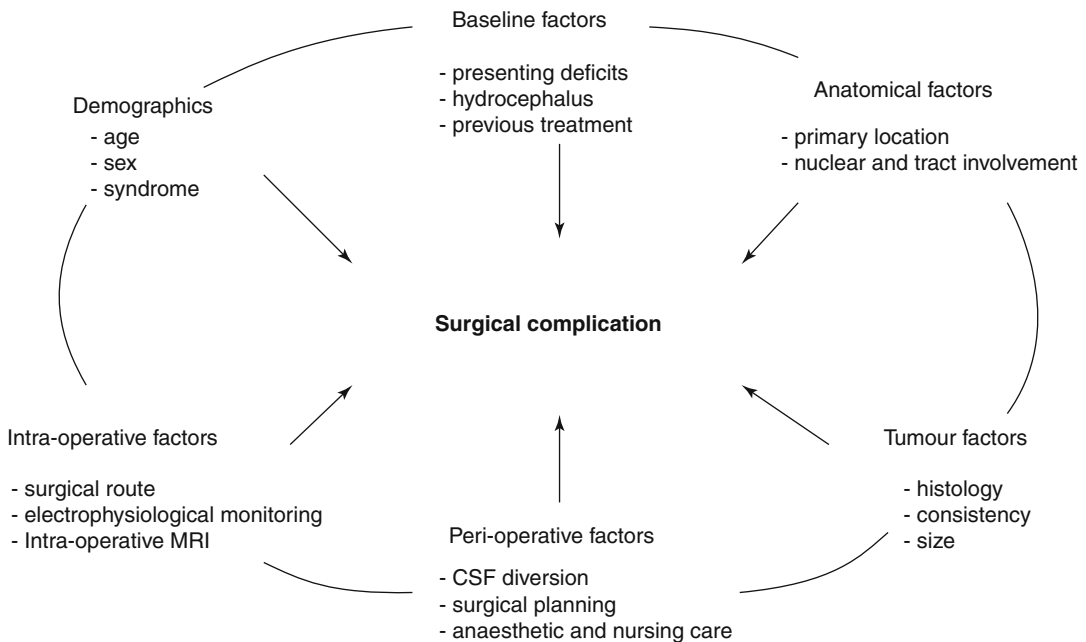 Baseline factors
- presenting deficits
- hydrocephalus
- previous treatment
Demographics
- age
- sex
- syndrome
Anatomical factors
- primary location
- nuclear and tract involvement
Surgical complication
Intra-operative factors
- surgical route
- electrophysiological monitoring
- Intra-operative MRI
Peri-operative factors
- CSF diversion
- surgical planning
- anaesthetic and nursing care
Tumour factors
- histology
- consistency
- size